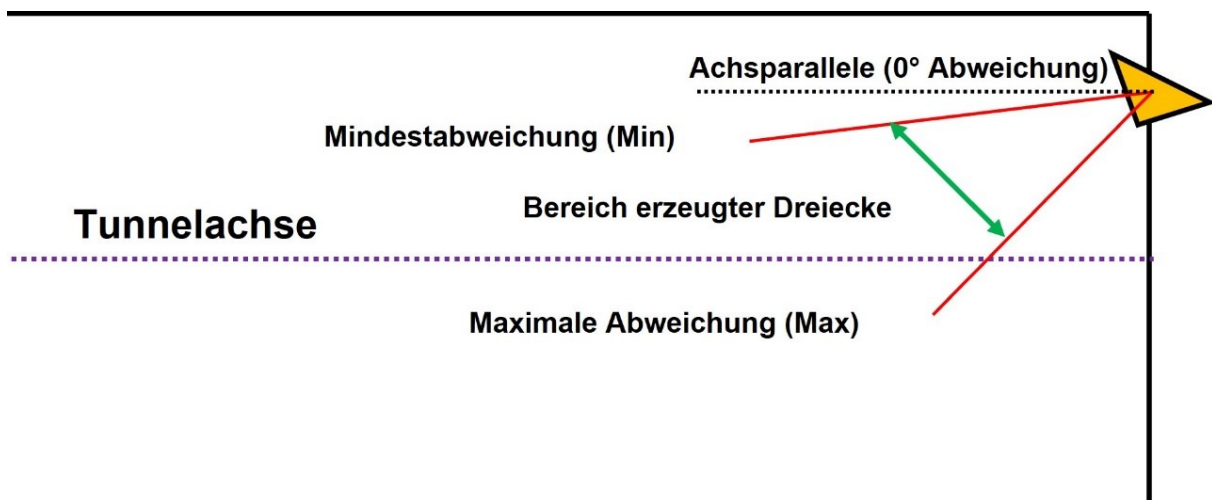 Achsparallele (0° Abweichung)
Mindestabweichung (Min)
Bereich erzeugter Dreiecke
Tunnelachse
Maximale Abweichung (Max)